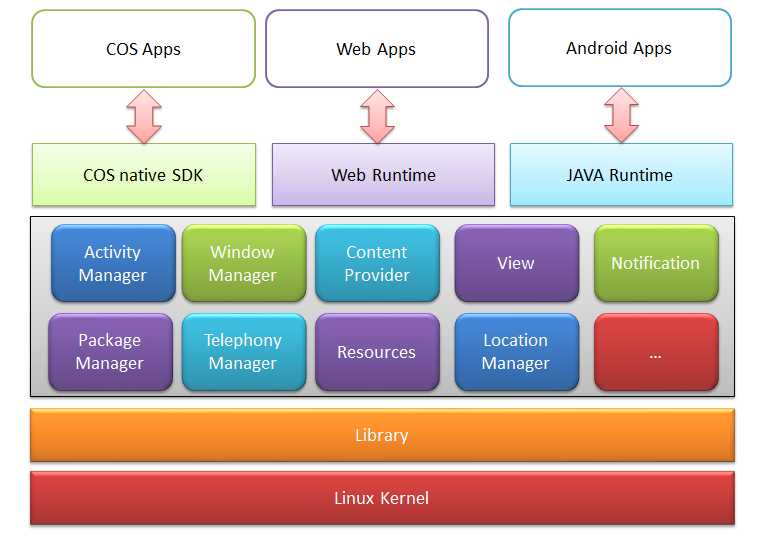 COS Apps
Web Apps
Android Apps
COS native SDK
Web Runtime
JAVA Runtime
Activity
Manager
Window
Manager
Content
Provider
View
Notification
Package
Manager
Telephony
Manager
Resources
Location
Manager
...
Library
Linux Kernel